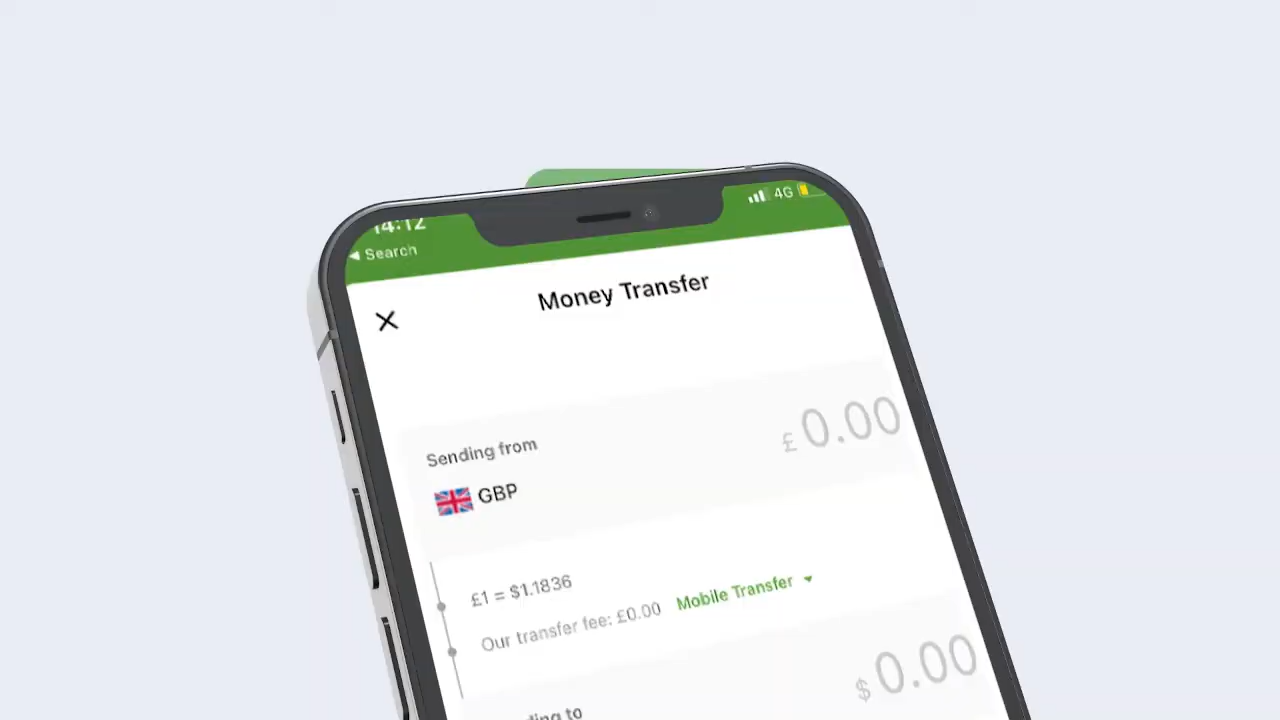 14:12
4G
◀ Search
Money Transfer
Sending from
£ 0.00
GBP
£1 = $1.1836
Our transfer fee: £0.00 Mobile Transfer
$ 0.00
to